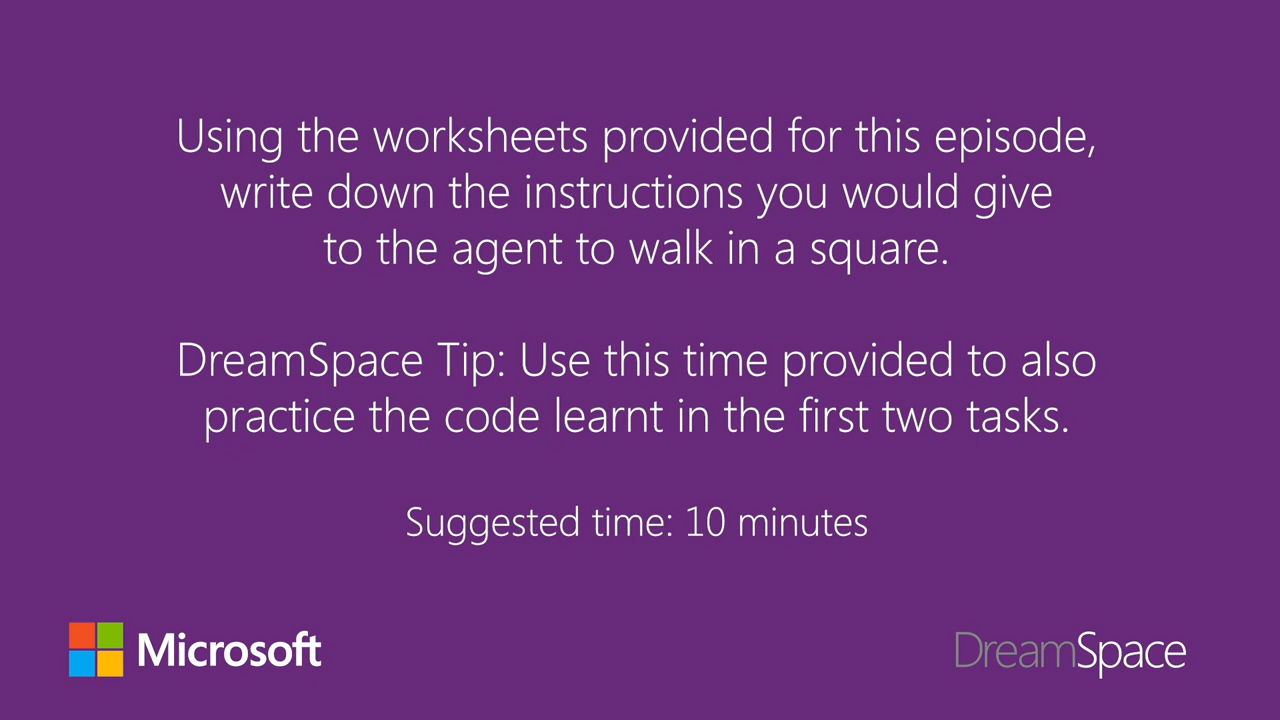 Using the worksheets provided for this episode,
write down the instructions you would give
to the agent to walk in a square.
DreamSpace Tip: Use this time provided to also
practice the code learnt in the first two tasks.
Suggested time: 10 minutes
Microsoft
DreamSpace